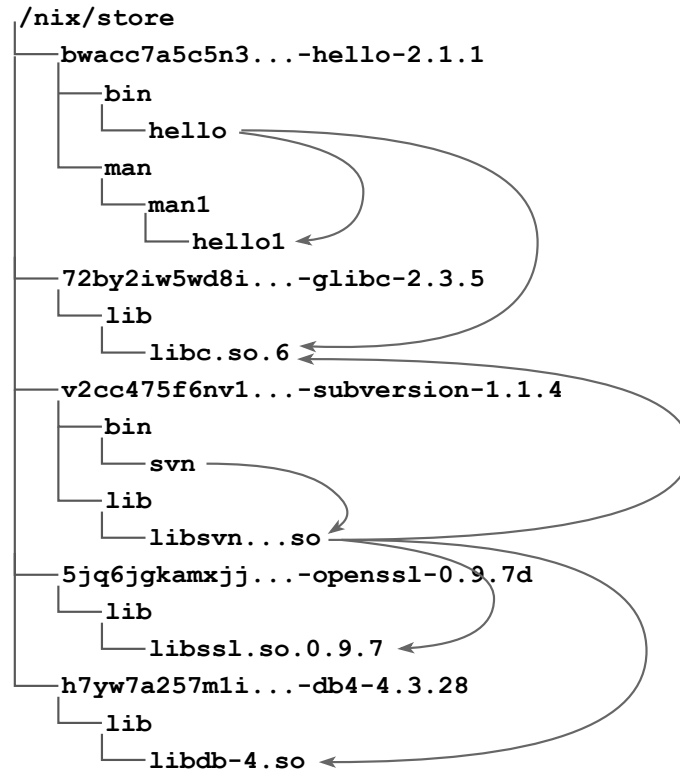 /nix/store
bwacc7a5c5n3...-hello-2.1.1
bin
hello
man
man1
hello1
72by2iw5wd8i...-glibc-2.3.5
lib
libc.so.6
v2cc475f6nv1...-subversion-1.1.4
bin
svn
lib
libsvn...so
5jq6jgkamxjj...-openssl-0.9.7d
lib
libssl.so.0.9.7
h7yw7a257m1i...-db4-4.3.28
lib
libdb-4.so